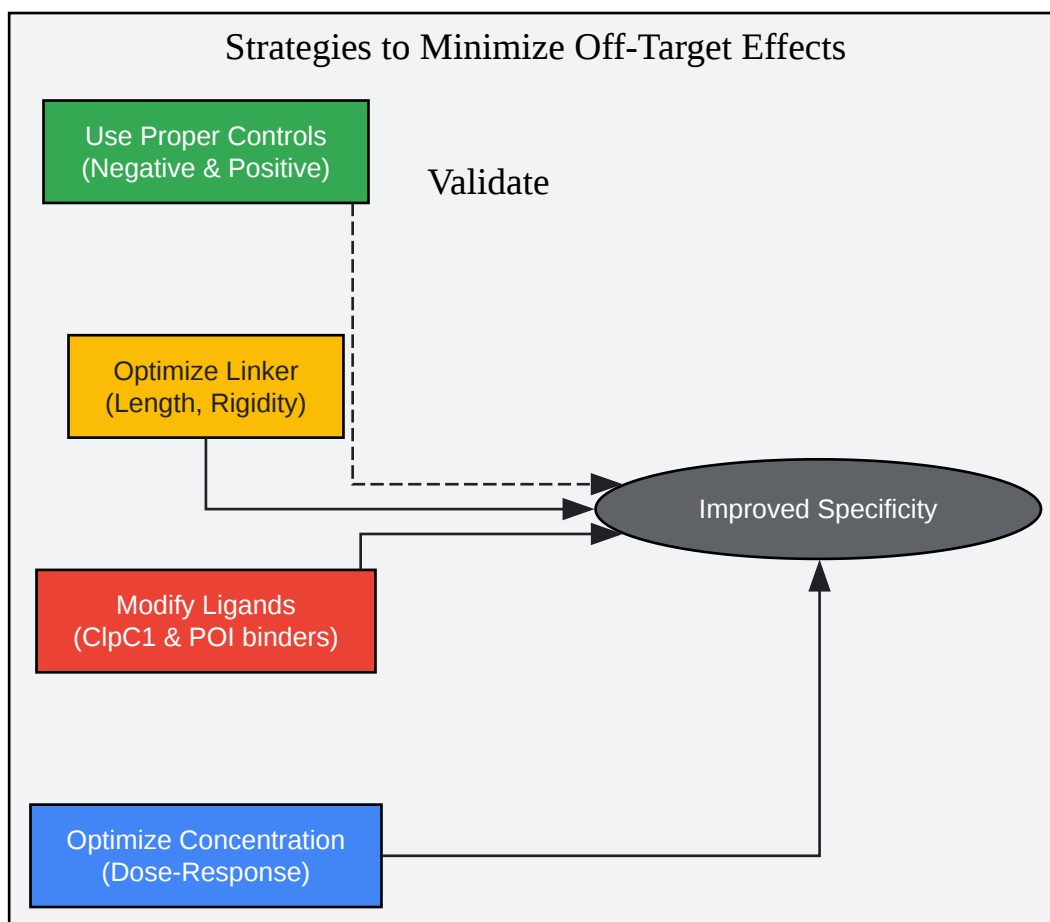 Strategies to Minimize Off-Target Effects
Use Proper Controls
(Negative & Positive)
Validate
Optimize Linker
(Length, Rigidity)
Improved Specificity
Modify Ligands
(ClpC1 & POI binders)
Optimize Concentration
(Dose-Response)